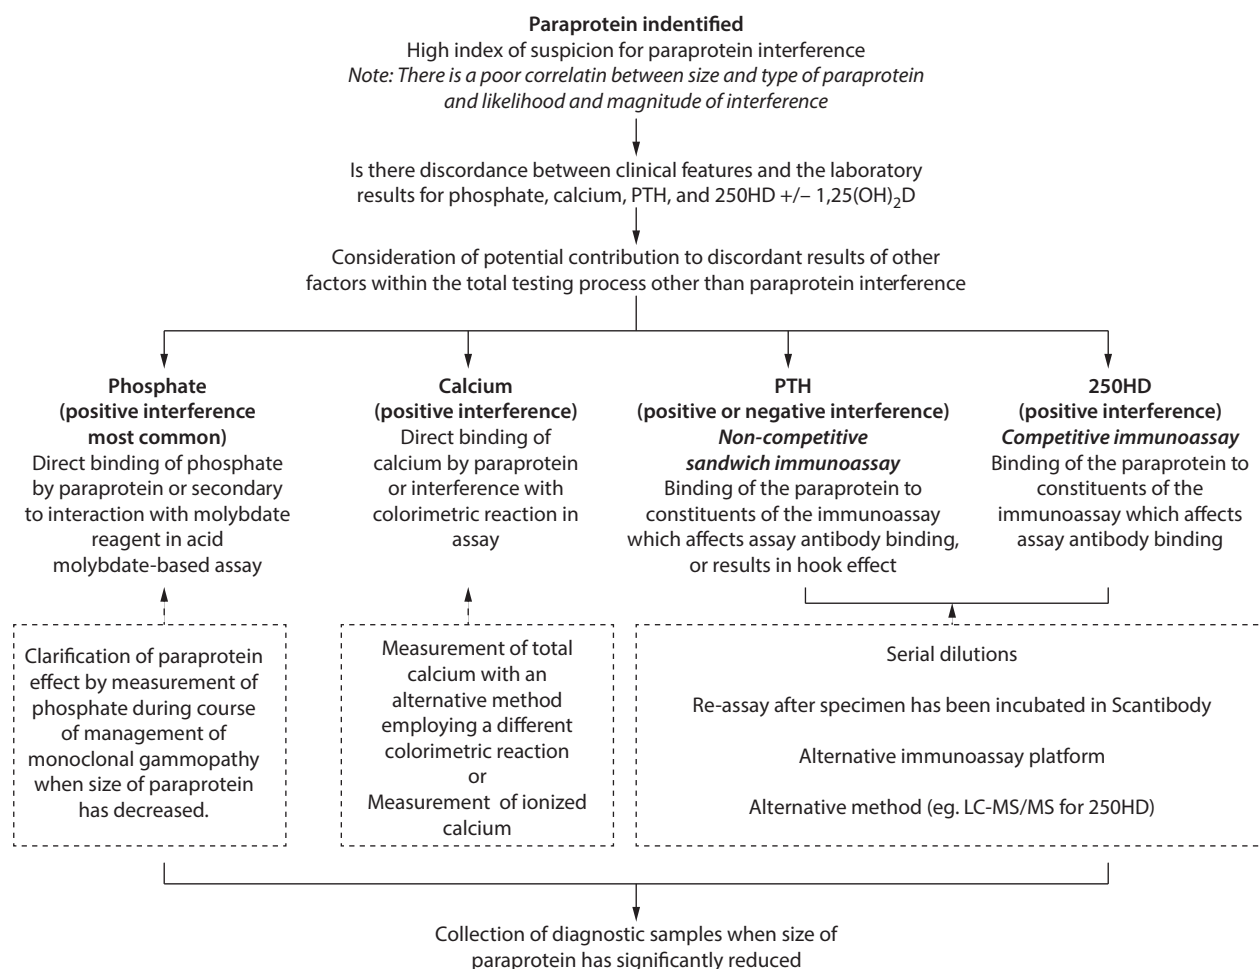 Paraprotein indentified
High index of suspicion for paraprotein interference
Note: There is a poor correlatin between size and type of paraprotein
and likelihood and magnitude of interference
Is there discordance between clinical features and the laboratory
results for phosphate, calcium, PTH, and 250HD +/– 1,25(OH)₂D
Consideration of potential contribution to discordant results of other
factors within the total testing process other than paraprotein interference
Phosphate
(positive interference
most common)
Direct binding of phosphate
by paraprotein or secondary
to interaction with molybdate
reagent in acid
molybdate-based assay
Calcium
(positive interference)
Direct binding of
calcium by paraprotein
or interference with
colorimetric reaction in
assay
PTH
(positive or negative interference)
Non-competitive
sandwich immunoassay
Binding of the paraprotein to
constituents of the immunoassay
which affects assay antibody binding,
or results in hook effect
250HD
(positive interference)
Competitive immunoassay
Binding of the paraprotein to
constituents of the
immunoassay which affects
assay antibody binding
Clarification of paraprotein
effect by measurement of
phosphate during course
of management of
monoclonal gammopathy
when size of paraprotein
has decreased.
Measurement of total
calcium with an
alternative method
employing a different
colorimetric reaction
or
Measurement of ionized
calcium
Serial dilutions
Re-assay after specimen has been incubated in Scantibody
Alternative immunoassay platform
Alternative method (eg. LC-MS/MS for 250HD)
Collection of diagnostic samples when size of
paraprotein has significantly reduced